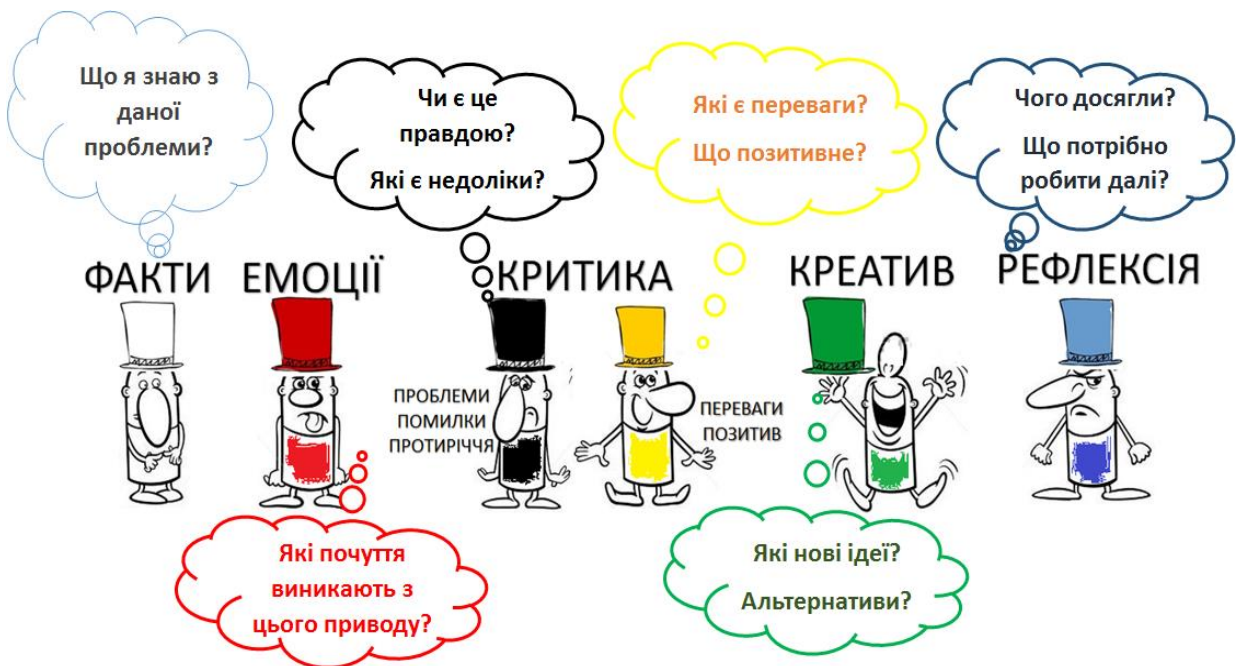 Що я знаю з
даної
проблеми?
Чи є це
правдою?
Які є недоліки?
Які є переваги?
Що позитивне?
Чого досягли?
Що потрібно
робити далі?
ФАКТИ
ЕМОЦІЇ
КРИТИКА
КРЕАТИВ
РЕФЛЕКСІЯ
ПРОБЛЕМИ
ПОМИЛКИ
ПРОТИРІЧЧЯ
ПЕРЕВАГИ
ПОЗИТИВ
Які почуття
виникають з
цього приводу?
Які нові ідеї?
Альтернативи?